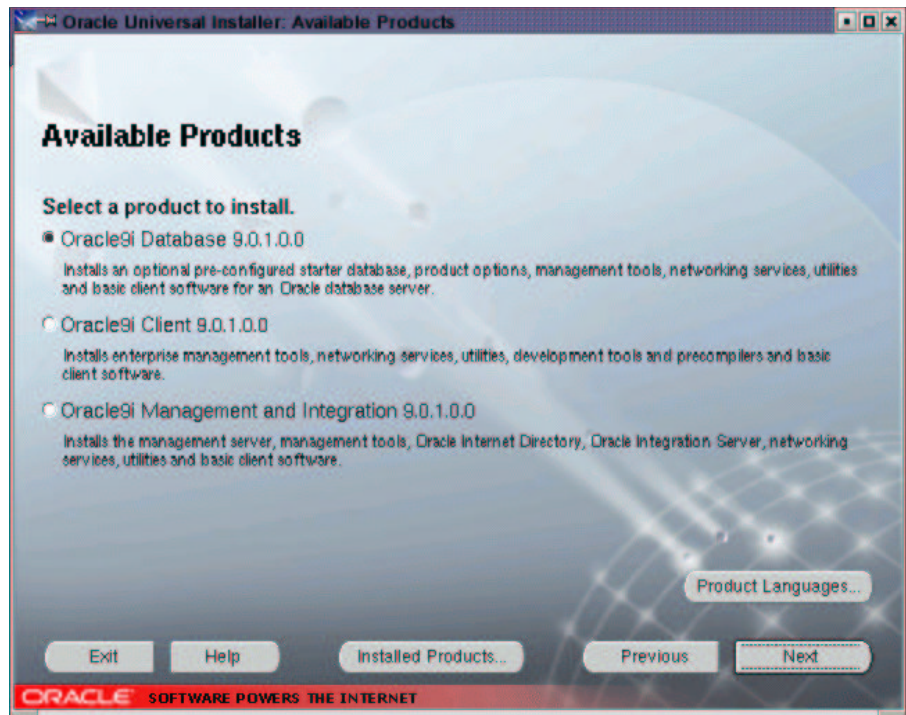 Oracle Universal Installer: Available Products
Available Products
Select a product to install.
Oracle9i Database 9.0.1.0.0
Installs an optional pre-configured starter database, product options, management tools, networking services, utilities
and basic client software for an Oracle database server.
Oracle9i Client 9.0.1.0.0
Installs enterprise management tools, networking services, utilities, development tools and precompilers and basic
client software.
Oracle9i Management and Integration 9.0.1.0.0
Installs the management server, management tools, Oracle Internet Directory, Oracle Integration Server, networking
services, utilities and basic client software.
Product Languages...
Exit Help Installed Products... Previous Next
ORACLE SOFTWARE POWERS THE INTERNET